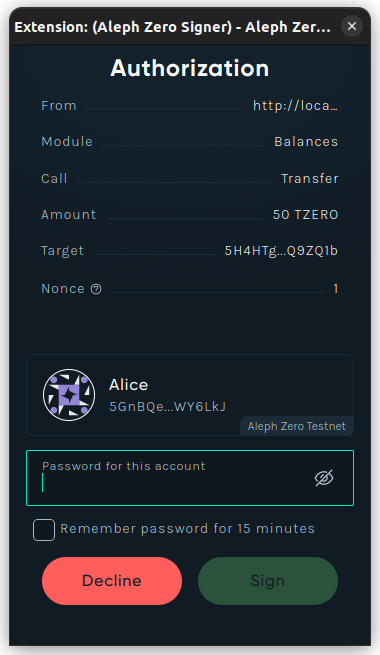 Extension: (Aleph Zero Signer) - Aleph Zer...
Authorization
From http://loca...
Module Balances
Call Transfer
Amount 50 TZERO
Target 5H4HTg...Q9ZQ1b
Nonce 1
Alice
5GnBQe...WY6LkJ
Aleph Zero Testnet
Password for this account
Remember password for 15 minutes
Decline Sign